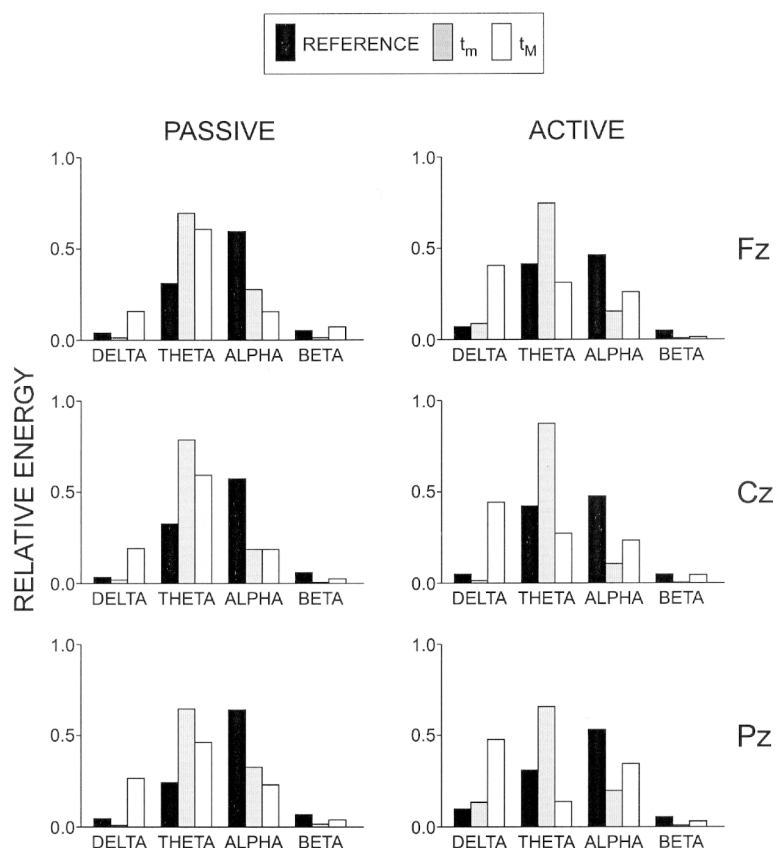 REFERENCE tm tM
PASSIVE ACTIVE
1.0 1.0
0.5 0.5 Fz
0.0 0.0
DELTA THETA ALPHA BETA DELTA THETA ALPHA BETA
RELATIVE ENERGY
1.0 1.0
0.5 0.5 Cz
0.0 0.0
DELTA THETA ALPHA BETA DELTA THETA ALPHA BETA
1.0 1.0
0.5 0.5 Pz
0.0 0.0
DELTA THETA ALPHA BETA DELTA THETA ALPHA BETA